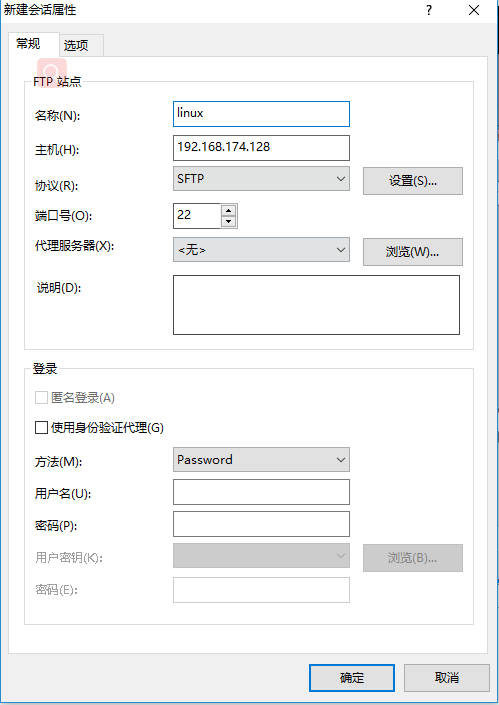 新建会话属性
常规 选项
FTP 站点
名称(N): linux
主机(H): 192.168.174.128
协议(R): SFTP 设置(S)...
端口号(O): 22
代理服务器(X): <无> 浏览(W)...
说明(D):
登录
匿名登录(A)
使用身份验证代理(G)
方法(M): Password
用户名(U):
密码(P):
用户密钥(K): 浏览(B)...
密码(E):
确定 取消